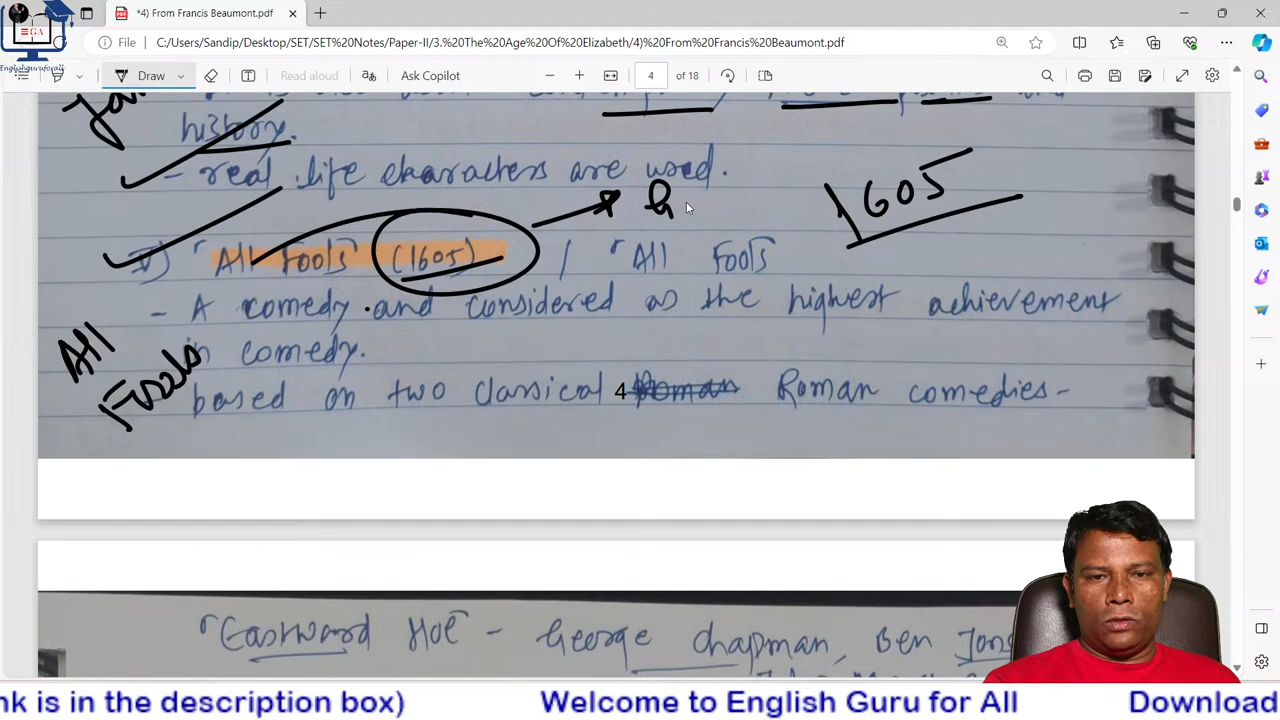 *4) From Francis Beaumont.pdf
File C:/Users/Sandip/Desktop/SET/SET%20Notes/Paper-II/3.%20The%20Age%20Of%20Elizabeth/4)%20From%20Francis%20Beaumont.pdf
GA
Englishguruforall
Draw Read aloud Ask Copilot 4 of 18
history.
- real life characters are used.
1605
V) "All Fools" (1605) / "All Fools"
- A comedy and considered as the highest achievement
in comedy.
All
Fools
based on two classical Roman Roman comedies -
4
"Eastward Hoe" - George Chapman, Ben Jons
nk is in the description box) Welcome to English Guru for All Download